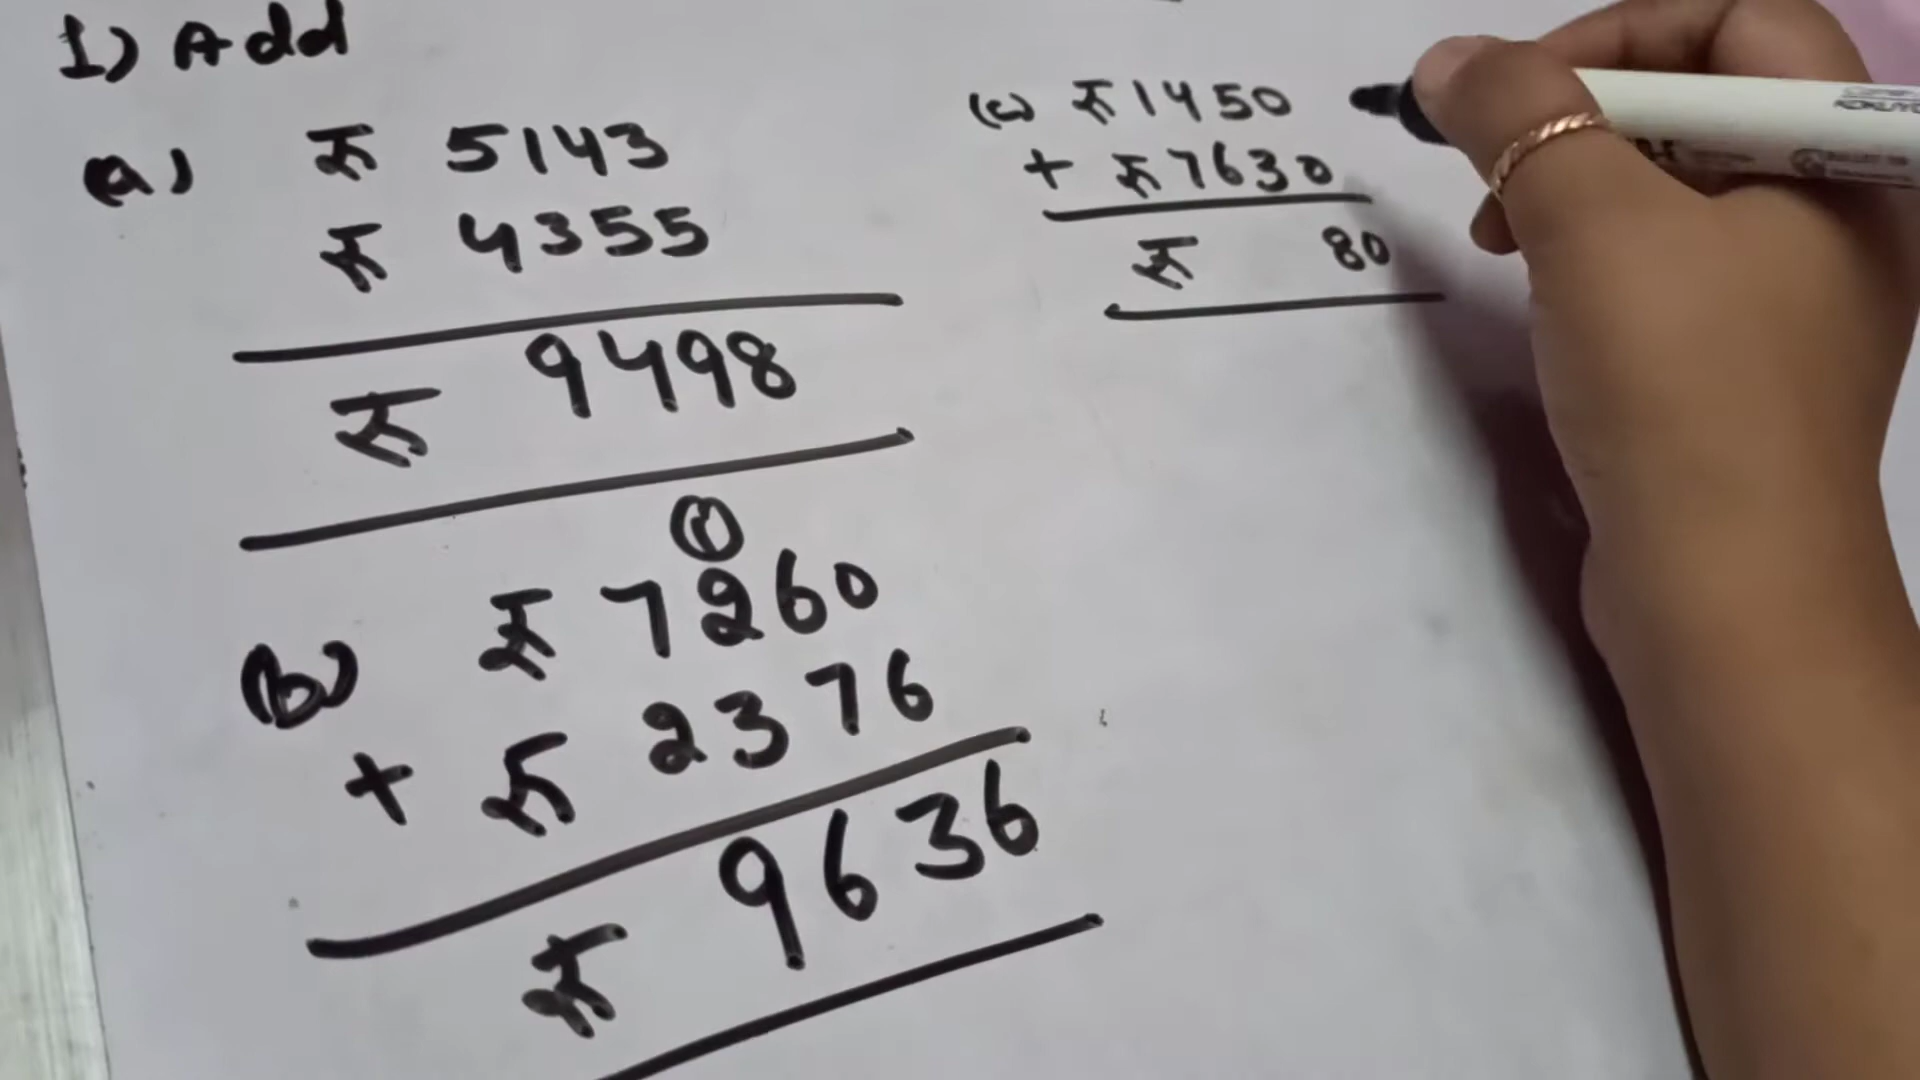 1) Add
(a) रू 5143
रू 4355
रू 9498
①
(b) रू 7260
+ रू 2376
रू 9636
(c) रू 1450
+ रू 7630
रू 80